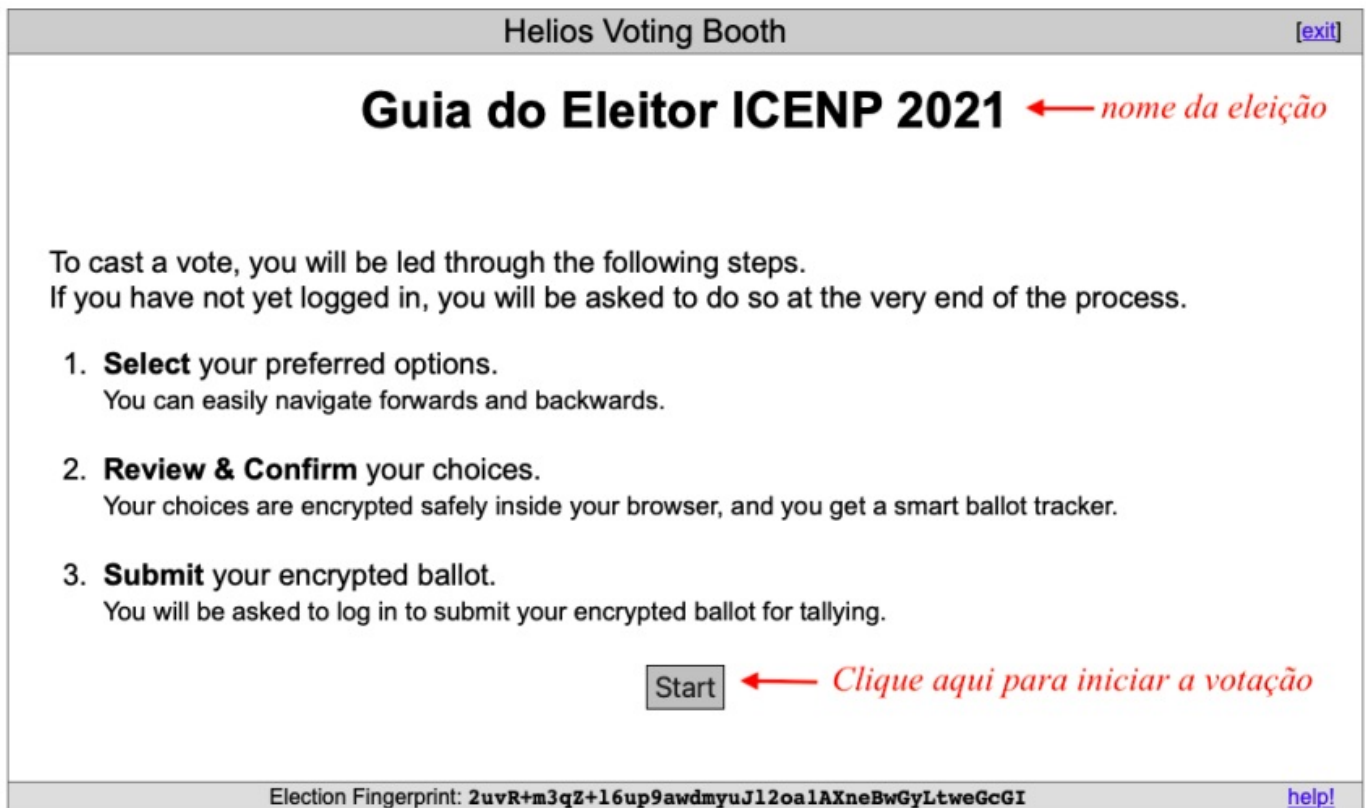 Helios Voting Booth [exit]
Guia do Eleitor ICENP 2021 nome da eleição
To cast a vote, you will be led through the following steps.
If you have not yet logged in, you will be asked to do so at the very end of the process.
1. Select your preferred options.
You can easily navigate forwards and backwards.
2. Review & Confirm your choices.
Your choices are encrypted safely inside your browser, and you get a smart ballot tracker.
3. Submit your encrypted ballot.
You will be asked to log in to submit your encrypted ballot for tallying.
Start Clique aqui para iniciar a votação
Election Fingerprint: 2uvR+m3qZ+l6up9awdmyuJl2oalAXneBwGyLtweGcGI help!